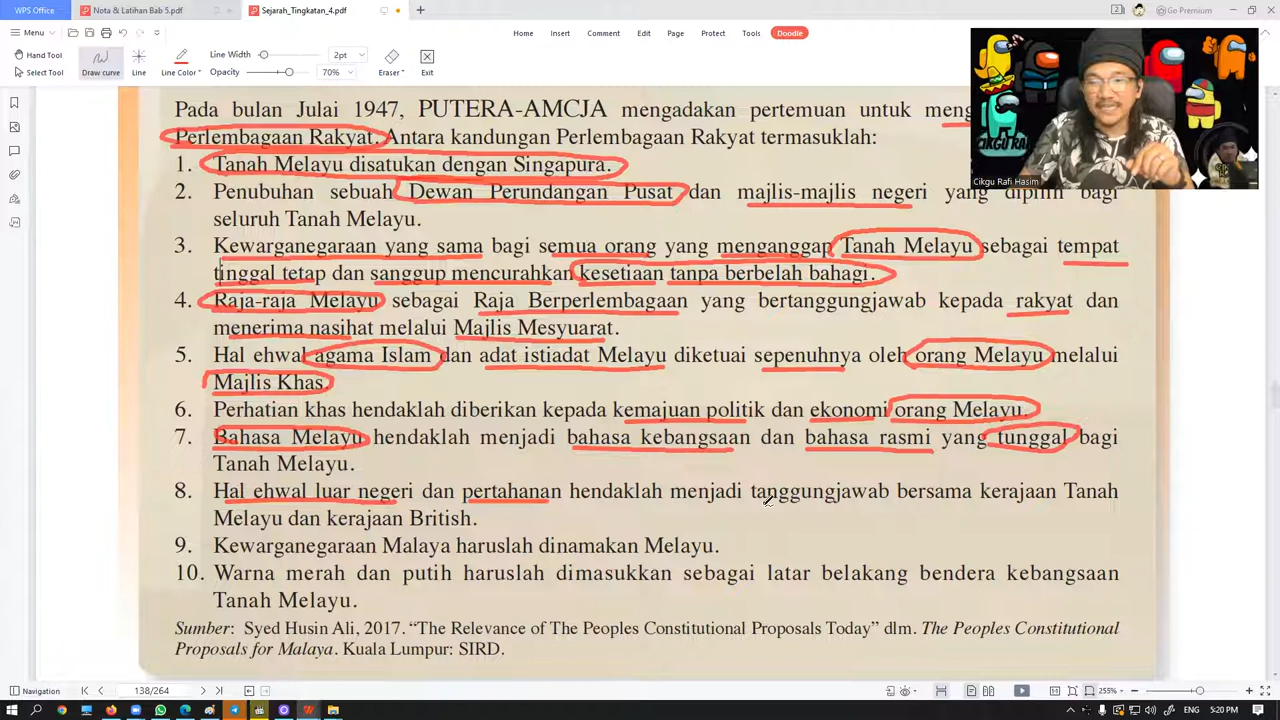 WPS Office
Nota & Latihan Bab 5.pdf
Sejarah_Tingkatan_4.pdf
Go Premium
Menu
Home Insert Comment Edit Page Protect Tools Doodle
Hand Tool
Select Tool
Draw curve
Line
Line Color
Line Width
2pt
Opacity
70%
Eraser
Exit
Pada bulan Julai 1947, PUTERA-AMCJA mengadakan pertemuan untuk
Perlembagaan Rakyat. Antara kandungan Perlembagaan Rakyat termasuklah:
1. Tanah Melayu disatukan dengan Singapura.
2. Penubuhan sebuah Dewan Perundangan Pusat dan majlis-majlis negeri yang dipilih bagi
seluruh Tanah Melayu.
3. Kewarganegaraan yang sama bagi semua orang yang menganggap Tanah Melayu sebagai tempat
tinggal tetap dan sanggup mencurahkan kesetiaan tanpa berbelah bahagi.
4. Raja-raja Melayu sebagai Raja Berperlembagaan yang bertanggungjawab kepada rakyat dan
menerima nasihat melalui Majlis Mesyuarat.
5. Hal ehwal agama Islam dan adat istiadat Melayu diketuai sepenuhnya oleh orang Melayu melalui
Majlis Khas.
6. Perhatian khas hendaklah diberikan kepada kemajuan politik dan ekonomi orang Melayu.
7. Bahasa Melayu hendaklah menjadi bahasa kebangsaan dan bahasa rasmi yang tunggal bagi
Tanah Melayu.
8. Hal ehwal luar negeri dan pertahanan hendaklah menjadi tanggungjawab bersama kerajaan Tanah
Melayu dan kerajaan British.
9. Kewarganegaraan Malaya haruslah dinamakan Melayu.
10. Warna merah dan putih haruslah dimasukkan sebagai latar belakang bendera kebangsaan
Tanah Melayu.
Sumber: Syed Husin Ali, 2017. “The Relevance of The Peoples Constitutional Proposals Today” dlm. The Peoples Constitutional
Proposals for Malaya. Kuala Lumpur: SIRD.
CIKGU RAFI
Cikgu Rafi Hasim
Navigation
138/264
255%
ENG
5:20 PM